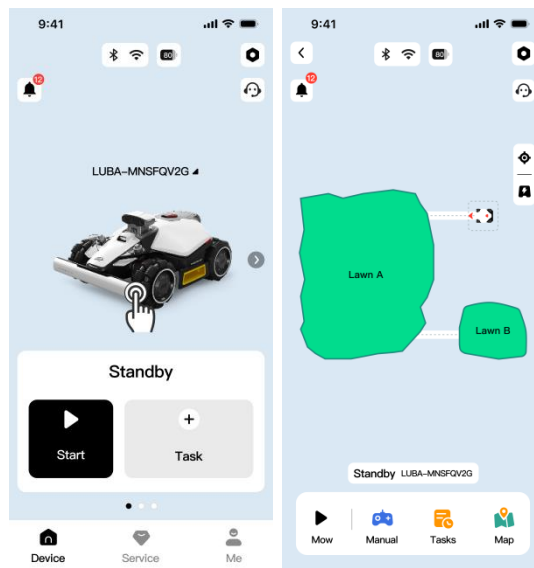 9:41
80
12
LUBA-MNSFQV2G
Standby
Start
Task
Device
Service
Me
9:41
80
12
Lawn A
Lawn B
Standby LUBA-MNSFQV2G
Mow
Manual
Tasks
Map